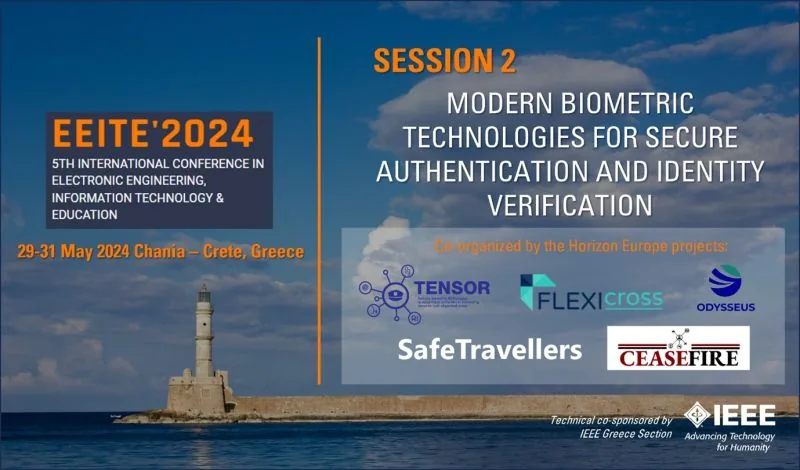 EEITE'2024
5TH INTERNATIONAL CONFERENCE IN
ELECTRONIC ENGINEERING,
INFORMATION TECHNOLOGY &
EDUCATION
29-31 May 2024 Chania – Crete, Greece
SESSION 2
MODERN BIOMETRIC
TECHNOLOGIES FOR SECURE
AUTHENTICATION AND IDENTITY
VERIFICATION
Co-organized by the Horizon Europe projects:
TENSOR
AI
FLEXIcross
ODYSSEUS
SafeTravellers
CEASEFIRE
Technical co-sponsored by
IEEE Greece Section
IEEE
Advancing Technology
for Humanity